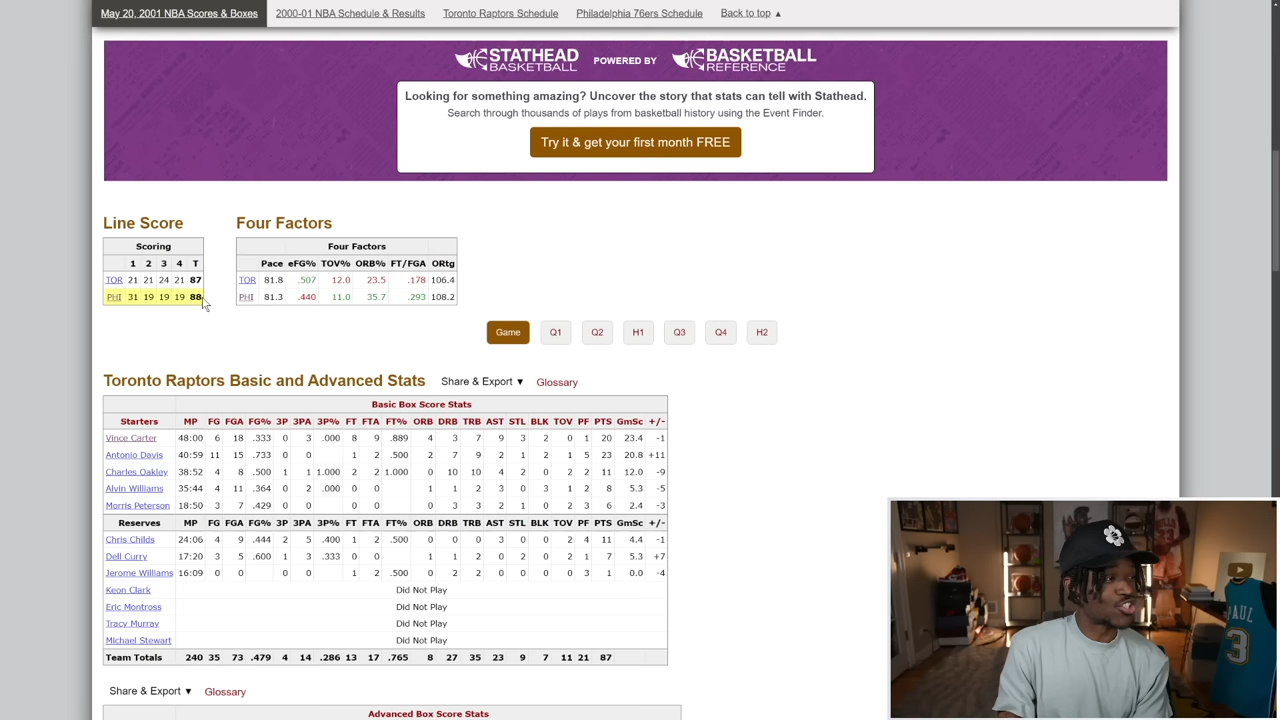 May 20, 2001 NBA Scores & Boxes 2000-01 NBA Schedule & Results Toronto Raptors Schedule Philadelphia 76ers Schedule Back to top ▲
STATHEAD BASKETBALL POWERED BY BASKETBALL REFERENCE
Looking for something amazing? Uncover the story that stats can tell with Stathead.
Search through thousands of plays from basketball history using the Event Finder.
Try it & get your first month FREE
Line Score Four Factors
Scoring Four Factors
1 2 3 4 T Pace eFG% TOV% ORB% FT/FGA ORtg
TOR 21 21 24 21 87 TOR 81.8 .507 12.0 23.5 .178 106.4
PHI 31 19 19 19 88 PHI 81.3 .440 11.0 35.7 .293 108.2
Game Q1 Q2 H1 Q3 Q4 H2
Toronto Raptors Basic and Advanced Stats Share & Export ▼ Glossary
Basic Box Score Stats
Starters MP FG FGA FG% 3P 3PA 3P% FT FTA FT% ORB DRB TRB AST STL BLK TOV PF PTS GmSc +/-
Vince Carter 48:00 6 18 .333 0 3 .000 8 9 .889 4 3 7 9 3 2 0 1 20 23.4 -1
Antonio Davis 40:59 11 15 .733 0 0 1 2 .500 2 7 9 2 1 2 1 5 23 20.8 +11
Charles Oakley 38:52 4 8 .500 1 1 1.000 2 2 1.000 0 10 10 4 2 0 2 2 11 12.0 -9
Alvin Williams 35:44 4 11 .364 0 2 .000 0 0 1 1 2 3 0 3 1 2 8 5.3 -5
Morris Peterson 18:50 3 7 .429 0 0 0 0 0 3 3 2 1 0 2 3 6 2.4 -3
Reserves MP FG FGA FG% 3P 3PA 3P% FT FTA FT% ORB DRB TRB AST STL BLK TOV PF PTS GmSc +/-
Chris Childs 24:06 4 9 .444 2 5 .400 1 2 .500 0 0 0 3 0 0 2 4 11 4.4 -1
Dell Curry 17:20 3 5 .600 1 3 .333 0 0 1 1 2 0 2 0 2 1 7 5.3 +7
Jerome Williams 16:09 0 0 0 0 1 2 .500 0 2 2 0 0 0 1 3 1 0.0 -4
Keon Clark Did Not Play
Eric Montross Did Not Play
Tracy Murray Did Not Play
Michael Stewart Did Not Play
Team Totals 240 35 73 .479 4 14 .286 13 17 .765 8 27 35 23 9 7 11 21 87
Share & Export ▼ Glossary
Advanced Box Score Stats
PAUL
3